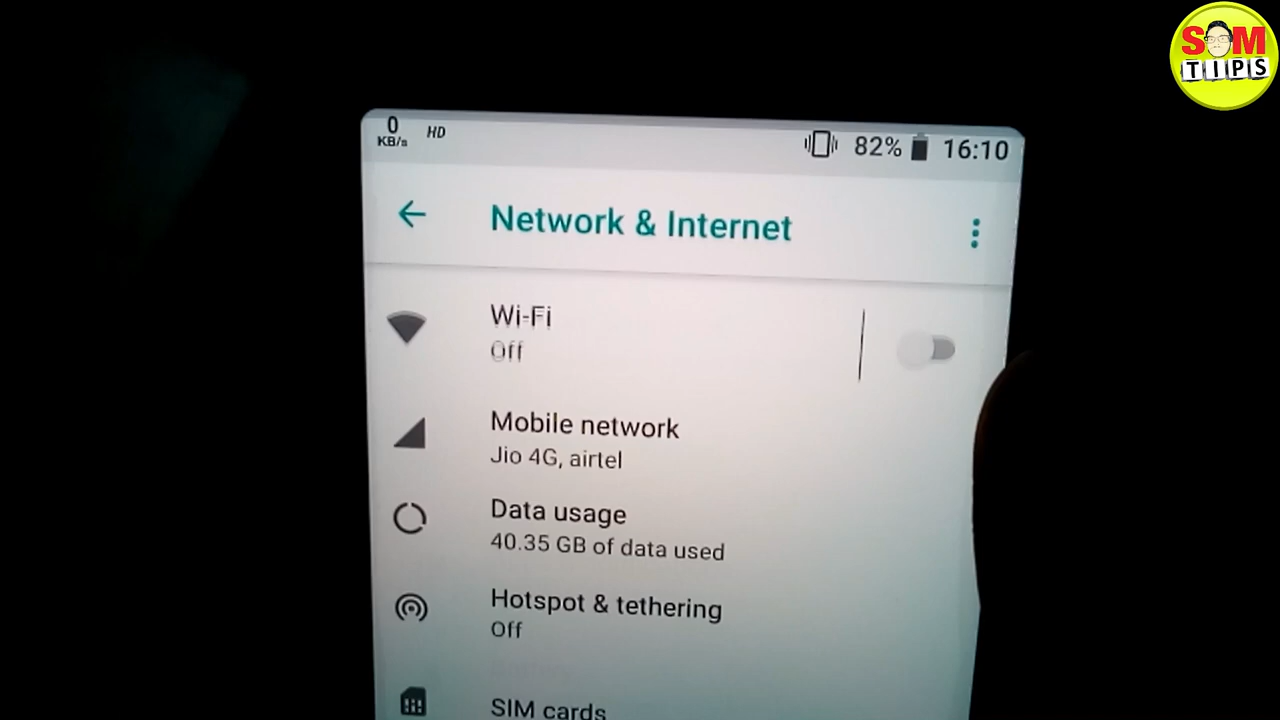 SOM
TIPS
0
KB/s
HD
82%
16:10
Network & Internet
Wi-Fi
Off
Mobile network
Jio 4G, airtel
Data usage
40.35 GB of data used
Hotspot & tethering
Off
SIM cards